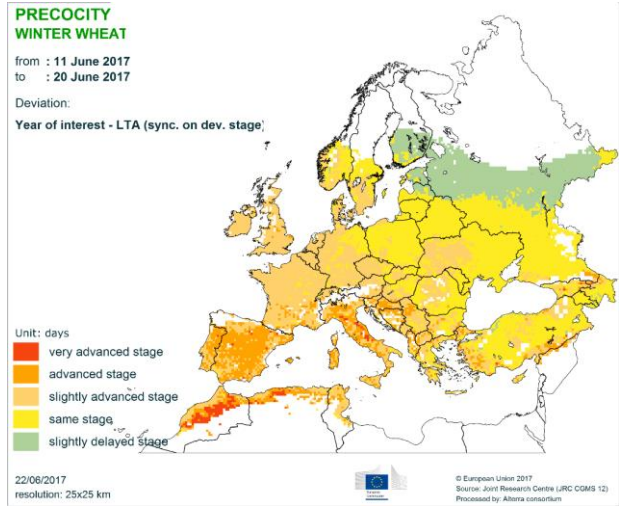 PRECOCITY
WINTER WHEAT
from : 11 June 2017
to : 20 June 2017
Deviation:
Year of interest - LTA (sync. on dev. stage)
Unit: days
very advanced stage
advanced stage
slightly advanced stage
same stage
slightly delayed stage
22/06/2017
resolution: 25x25 km
© European Union 2017
Source: Joint Research Centre (JRC CGMS 12)
Processed by: Alterra consortium